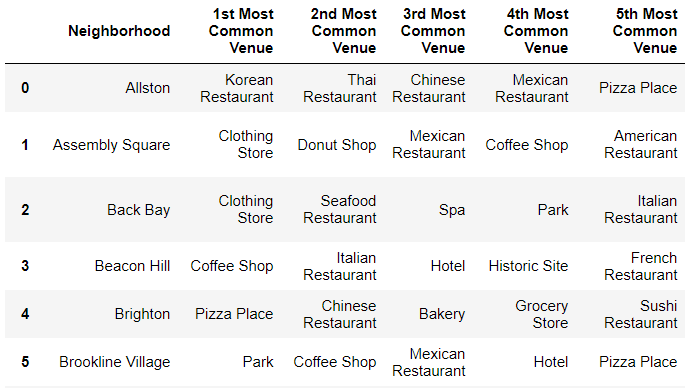 Neighborhood 1st Most Common Venue 2nd Most Common Venue 3rd Most Common Venue 4th Most Common Venue 5th Most Common Venue
0 Allston Korean Restaurant Thai Restaurant Chinese Restaurant Mexican Restaurant Pizza Place
1 Assembly Square Clothing Store Donut Shop Mexican Restaurant Coffee Shop American Restaurant
2 Back Bay Clothing Store Seafood Restaurant Spa Park Italian Restaurant
3 Beacon Hill Coffee Shop Italian Restaurant Hotel Historic Site French Restaurant
4 Brighton Pizza Place Chinese Restaurant Bakery Grocery Store Sushi Restaurant
5 Brookline Village Park Coffee Shop Mexican Restaurant Hotel Pizza Place